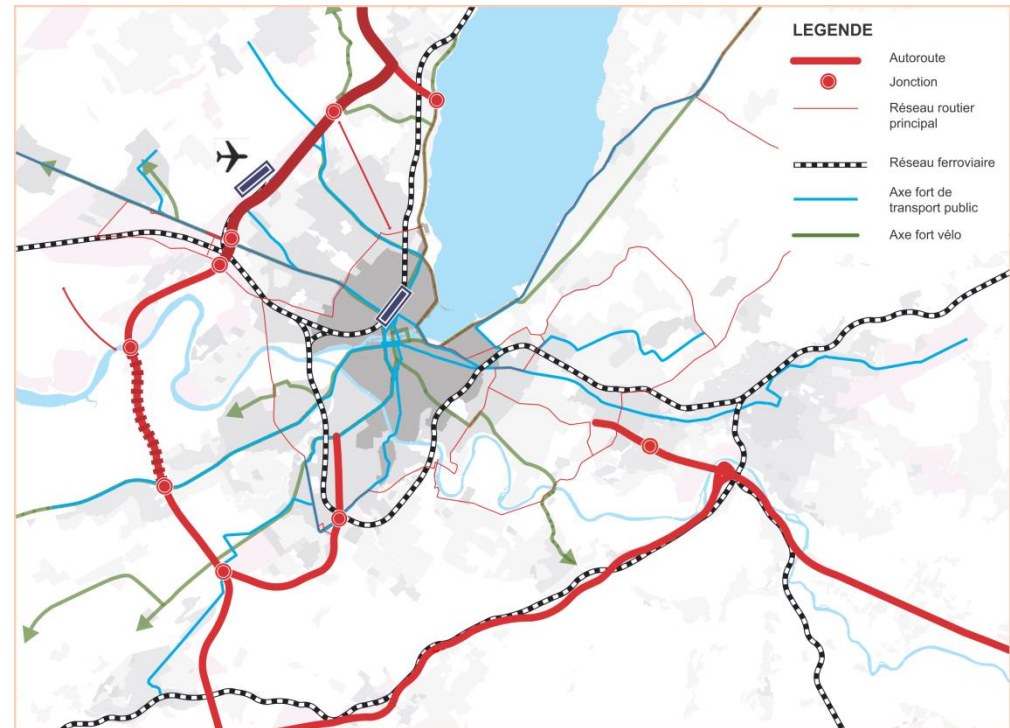 LEGENDE
Autoroute
Jonction
Réseau routier
principal
Réseau ferroviaire
Axe fort de
transport public
Axe fort vélo